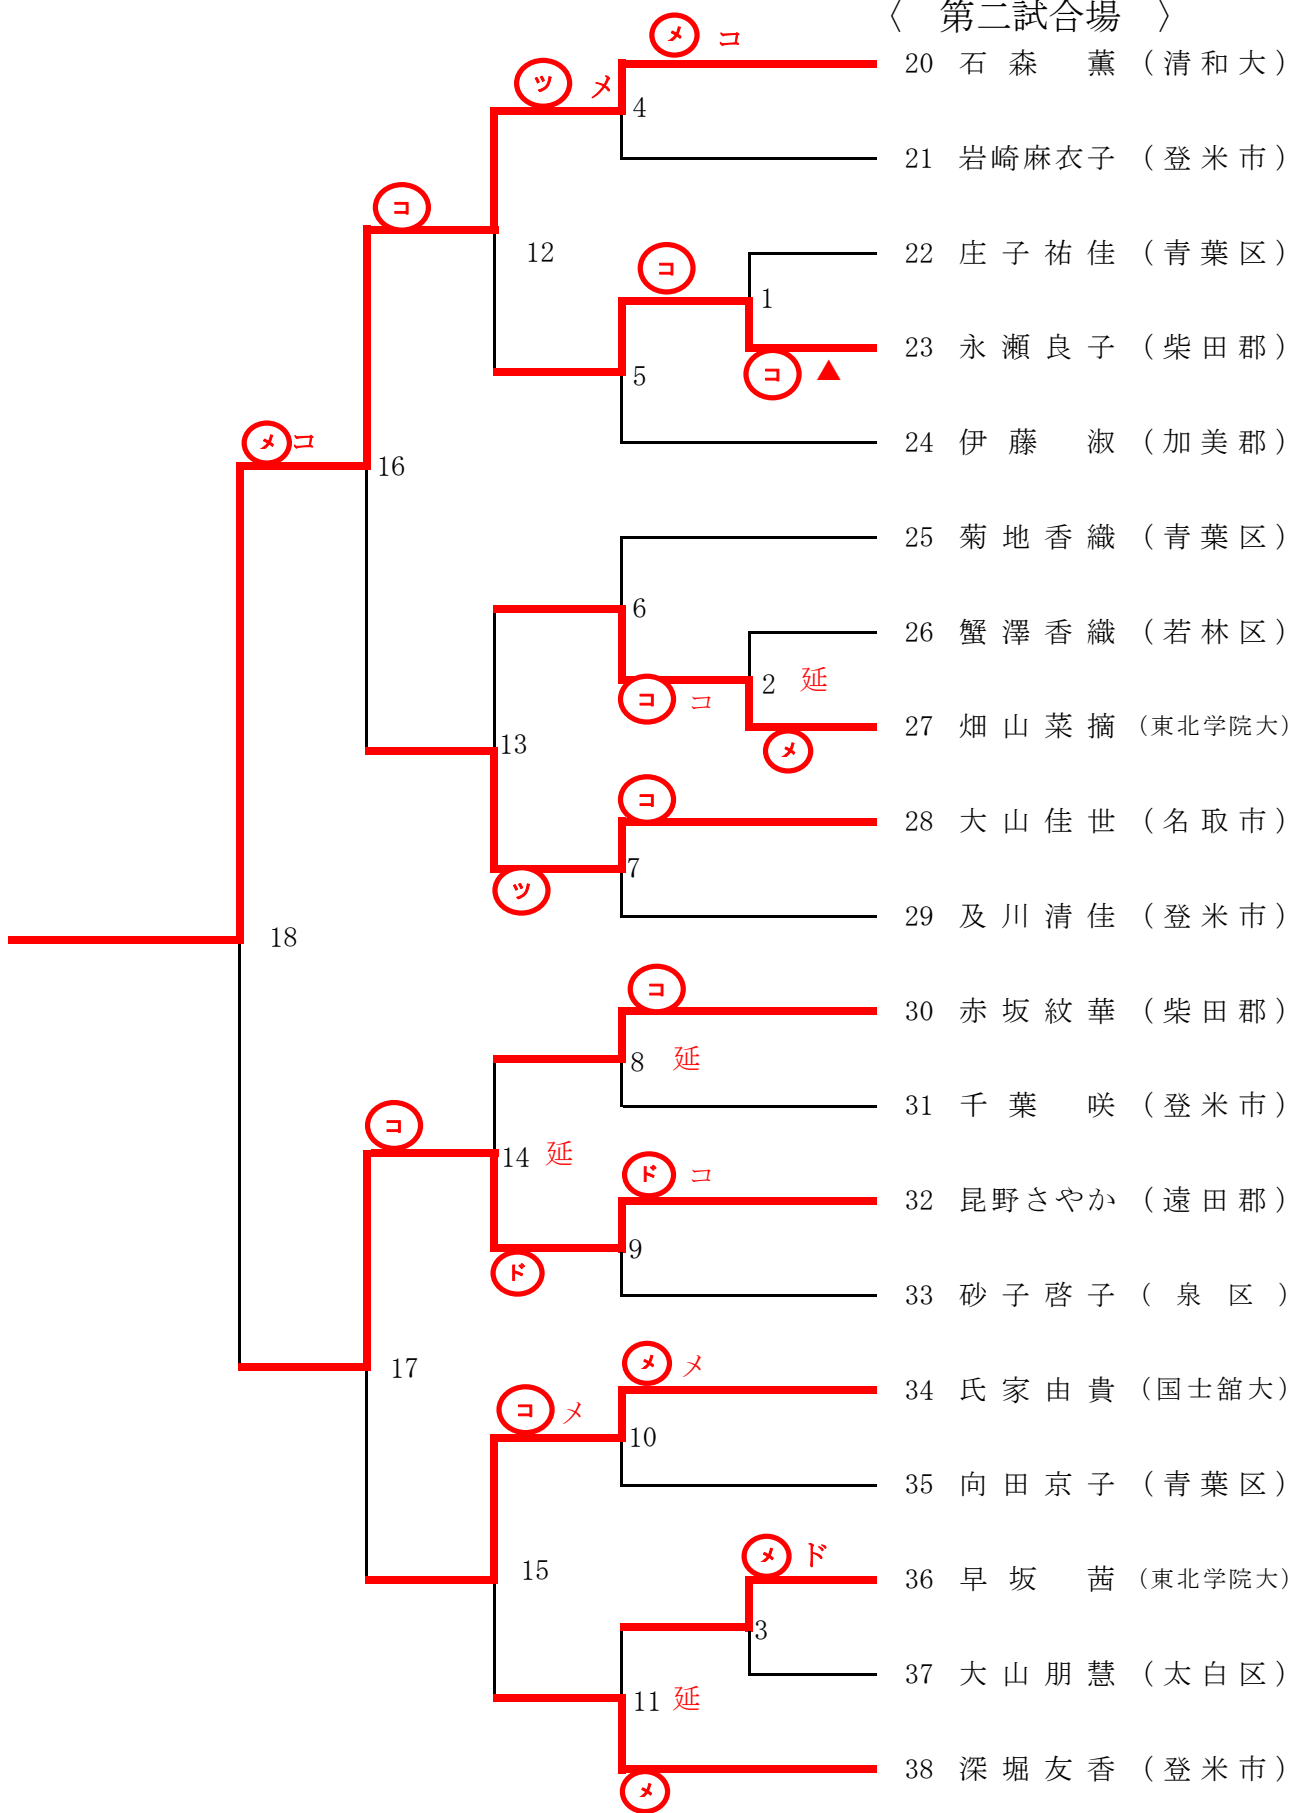 〈　第二試合場　〉
メ コ
20 石森　薫 (清和大)
ツ メ
4
21 岩崎麻衣子 (登米市)
コ
12
コ
22 庄子祐佳 (青葉区)
1
23 永瀬良子 (柴田郡)
5
コ ▲
メ コ
24 伊藤　淑 (加美郡)
16
25 菊地香織 (青葉区)
6
26 蟹澤香織 (若林区)
2 延
コ コ
27 畑山菜摘 (東北学院大)
13
メ
コ
28 大山佳世 (名取市)
7
ツ
29 及川清佳 (登米市)
18
コ
30 赤坂紋華 (柴田郡)
8 延
31 千葉　咲 (登米市)
コ
14 延
ド コ
32 昆野さやか (遠田郡)
9
ド
33 砂子啓子 (泉区)
17
メ メ
34 氏家由貴 (国士舘大)
コ メ
10
35 向田京子 (青葉区)
メ ド
15
36 早坂　茜 (東北学院大)
3
37 大山朋慧 (太白区)
11 延
38 深堀友香 (登米市)
メ